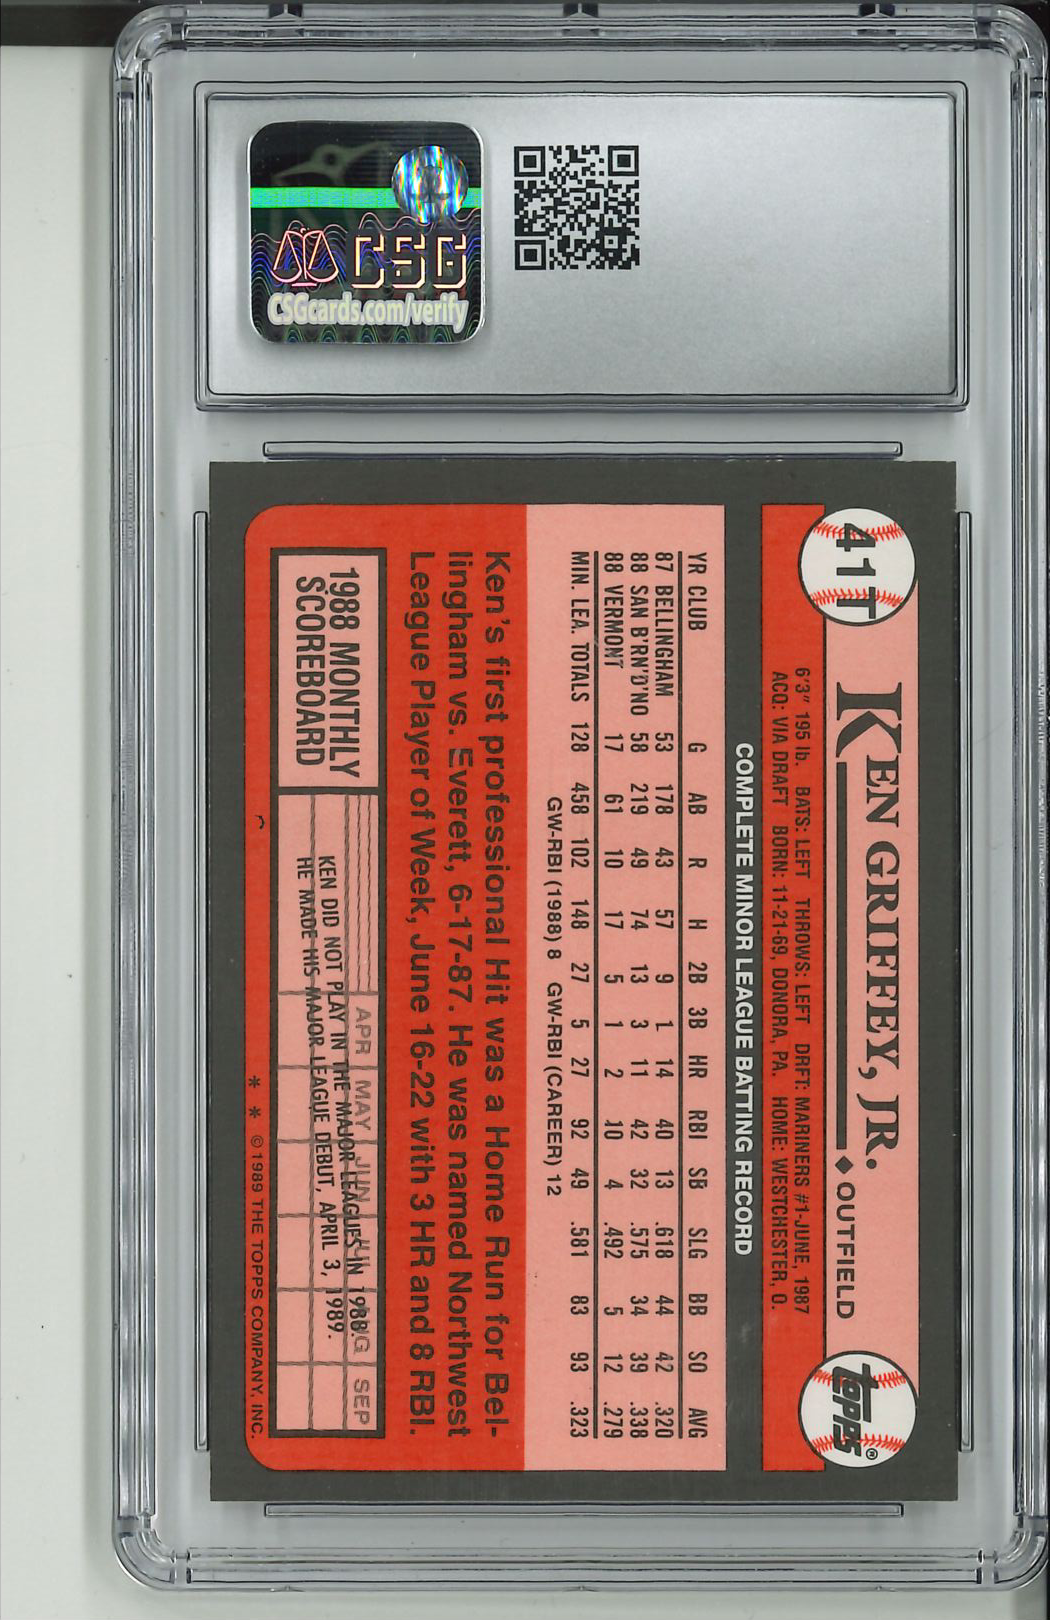 CSG
CSGcards.com/verify
41T
KEN GRIFFEY, JR. ♦ OUTFIELD
topps®
6'3" 195 lb. BATS: LEFT THROWS: LEFT DRFT: MARINERS #1-JUNE, 1987
ACQ: VIA DRAFT BORN: 11-21-69, DONORA, PA. HOME: WESTCHESTER, O.
COMPLETE MINOR LEAGUE BATTING RECORD
YR CLUB G AB R H 2B 3B HR RBI SB SLG BB SO AVG
87 BELLINGHAM 53 178 43 57 9 1 14 40 13 .618 44 42 .320
88 SAN B'RN'D'NO 58 219 49 74 13 3 11 42 32 .575 34 39 .338
88 VERMONT 17 61 10 17 5 1 2 10 4 .492 5 12 .279
MIN. LEA. TOTALS 128 458 102 148 27 5 27 92 49 .581 83 93 .323
GW-RBI (1988) 8 GW-RBI (CAREER) 12
Ken's first professional Hit was a Home Run for Bel-
lingham vs. Everett, 6-17-87. He was named Northwest
League Player of Week, June 16-22 with 3 HR and 8 RBI.
1988 MONTHLY
SCOREBOARD
APR MAY JUN JUL AUG SEP
KEN DID NOT PLAY IN THE MAJOR LEAGUES IN 1988.
HE MADE HIS MAJOR LEAGUE DEBUT, APRIL 3, 1989.
* * © 1989 THE TOPPS COMPANY, INC.